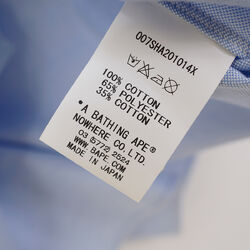 007SHA201014X
100% COTTON
65% POLYESTER
35% COTTON
* A BATHING APE®
NOWHERE CO. LTD.
03 (5772) 2524
WWW.BAPE.COM
MADE IN JAPAN